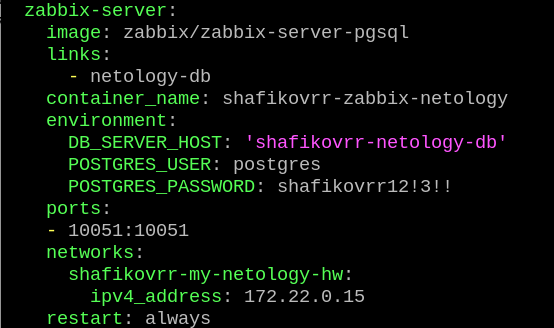 zabbix-server:
  image: zabbix/zabbix-server-pgsql
  links:
    - netology-db
  container_name: shafikovrr-zabbix-netology
  environment:
    DB_SERVER_HOST: 'shafikovrr-netology-db'
    POSTGRES_USER: postgres
    POSTGRES_PASSWORD: shafikovrr12!3!!
  ports:
  - 10051:10051
  networks:
    shafikovrr-my-netology-hw:
      ipv4_address: 172.22.0.15
  restart: always